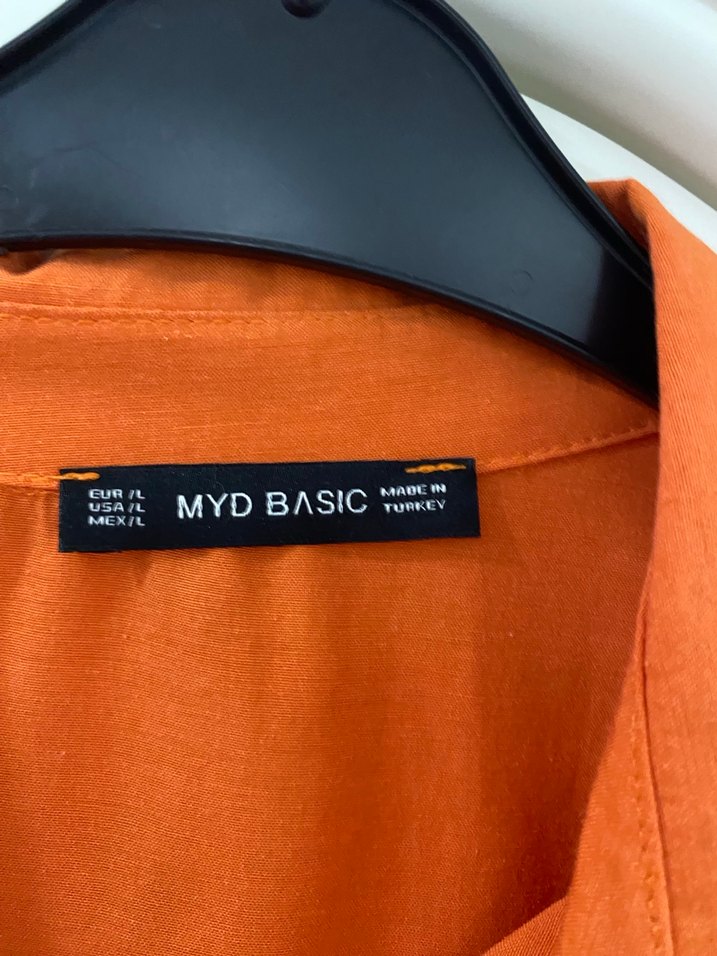 EUR /L
USA /L
MEX/L
MYD BASIC
MADE IN
TURKEY